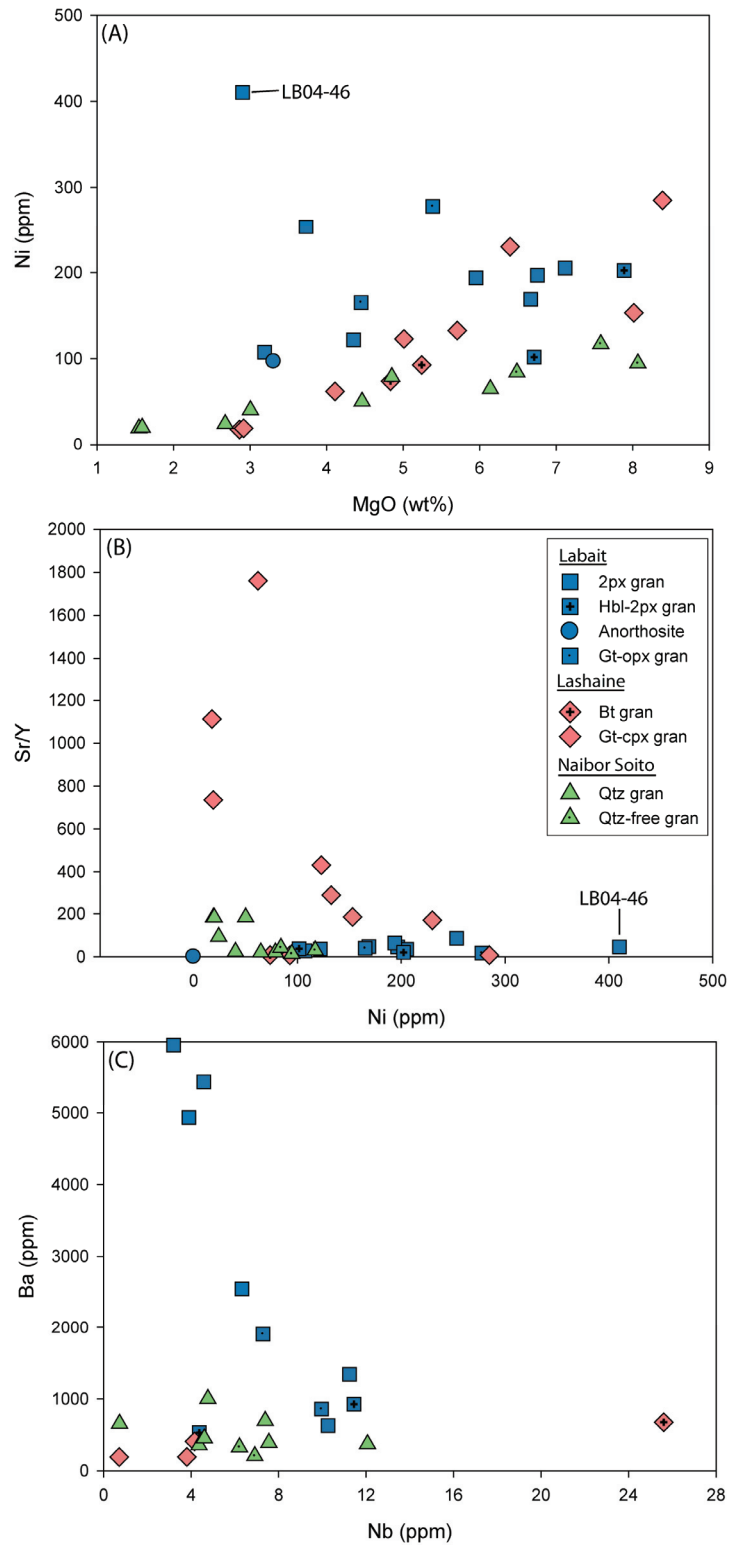 (A)
500
400
300
200
100
0
Ni (ppm)
LB04-46
1 2 3 4 5 6 7 8 9
MgO (wt%)
(B)
2000
1800
1600
1400
1200
1000
800
600
400
200
0
Sr/Y
Labait
2px gran
Hbl-2px gran
Anorthosite
Gt-opx gran
Lashaine
Bt gran
Gt-cpx gran
Naibor Soito
Qtz gran
Qtz-free gran
LB04-46
0 100 200 300 400 500
Ni (ppm)
(C)
6000
5000
4000
3000
2000
1000
0
Ba (ppm)
0 4 8 12 16 20 24 28
Nb (ppm)